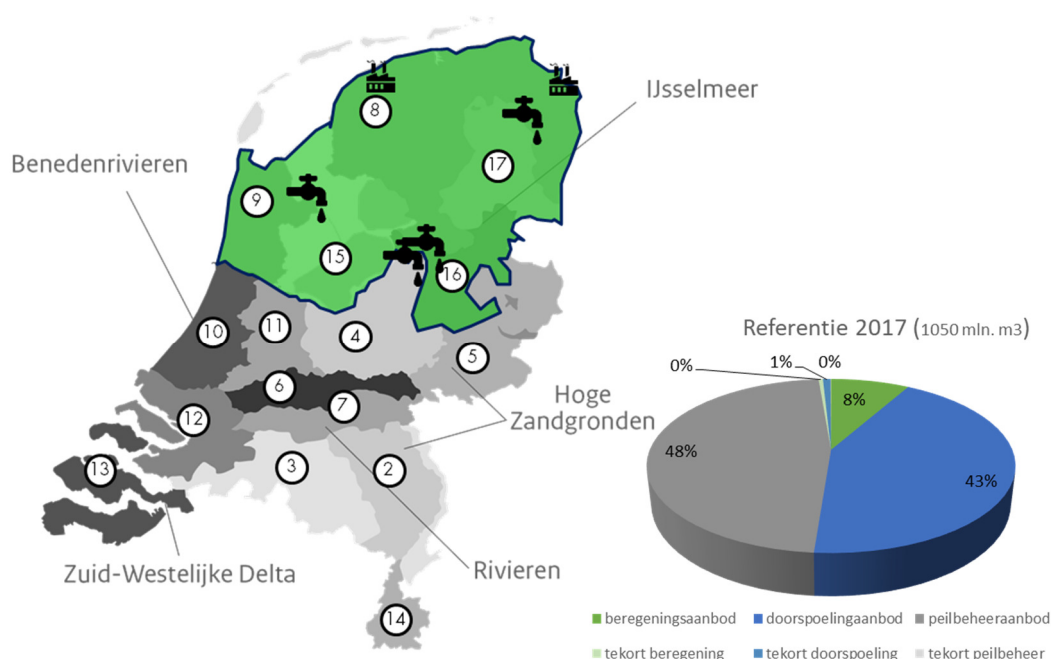 IJsselmeer
Benedenrivieren
8
17
9
15
16
10
11
4
5
6
7
12
Hoge
Zandgronden
13
3
2
Zuid-Westelijke Delta
Rivieren
14
Referentie 2017 (1050 mln. m3)
0%
1%
0%
8%
48%
43%
beregeningsaanbod
doorspoelingaanbod
peilbeheeraanbod
tekort beregening
tekort doorspoeling
tekort peilbeheer